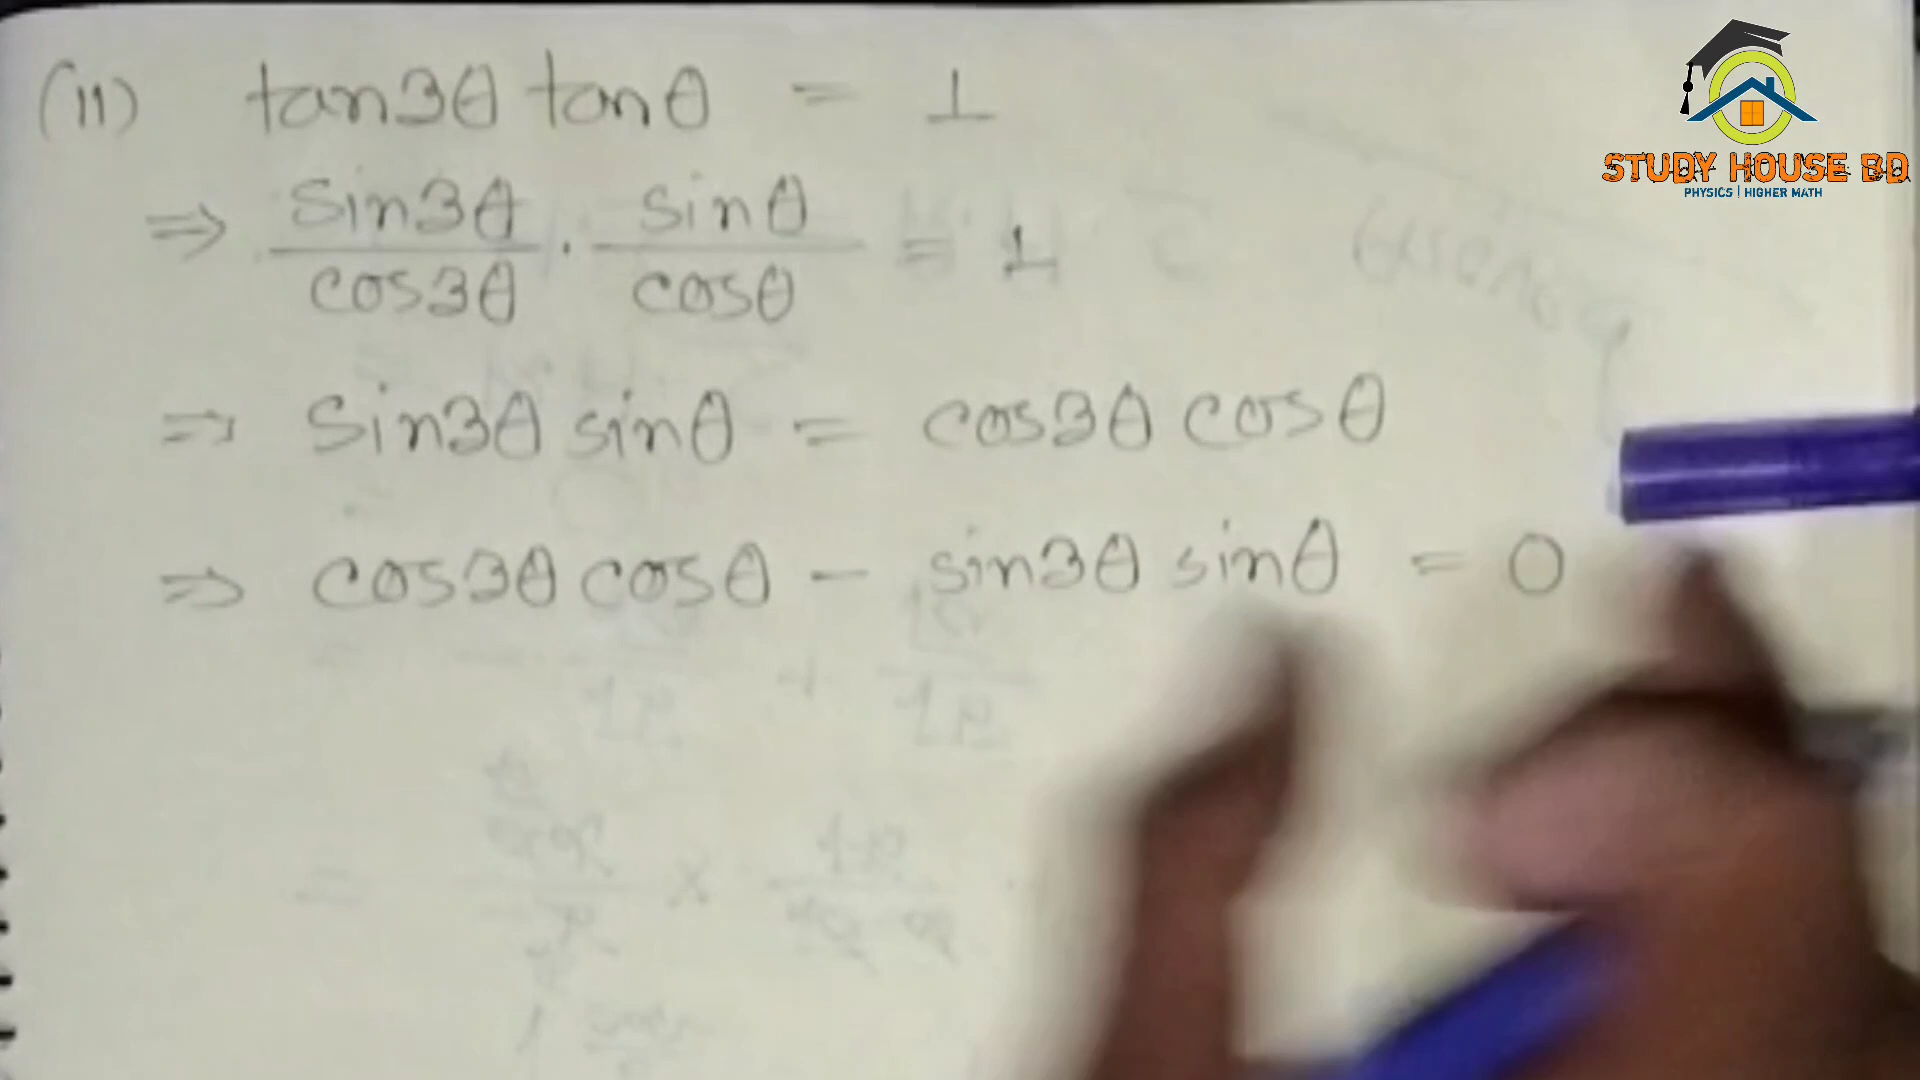 (II) tan3θ tanθ = 1
⇒ sin3θ/cos3θ · sinθ/cosθ = 1
⇒ sin3θ sinθ = cos3θ cosθ
⇒ cos3θ cosθ - sin3θ sinθ = 0
STUDY HOUSE BD
PHYSICS | HIGHER MATH